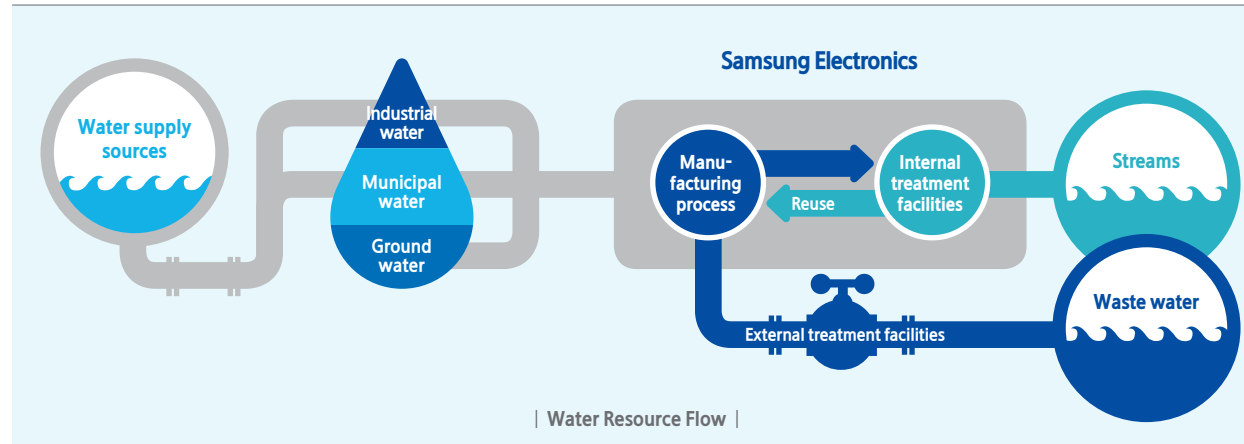 Samsung Electronics
Water supply
sources
Industrial
water
Municipal
water
Ground
water
Manu-
facturing
process
Reuse
Internal
treatment
facilities
Streams
Waste water
External treatment facilities
| Water Resource Flow |